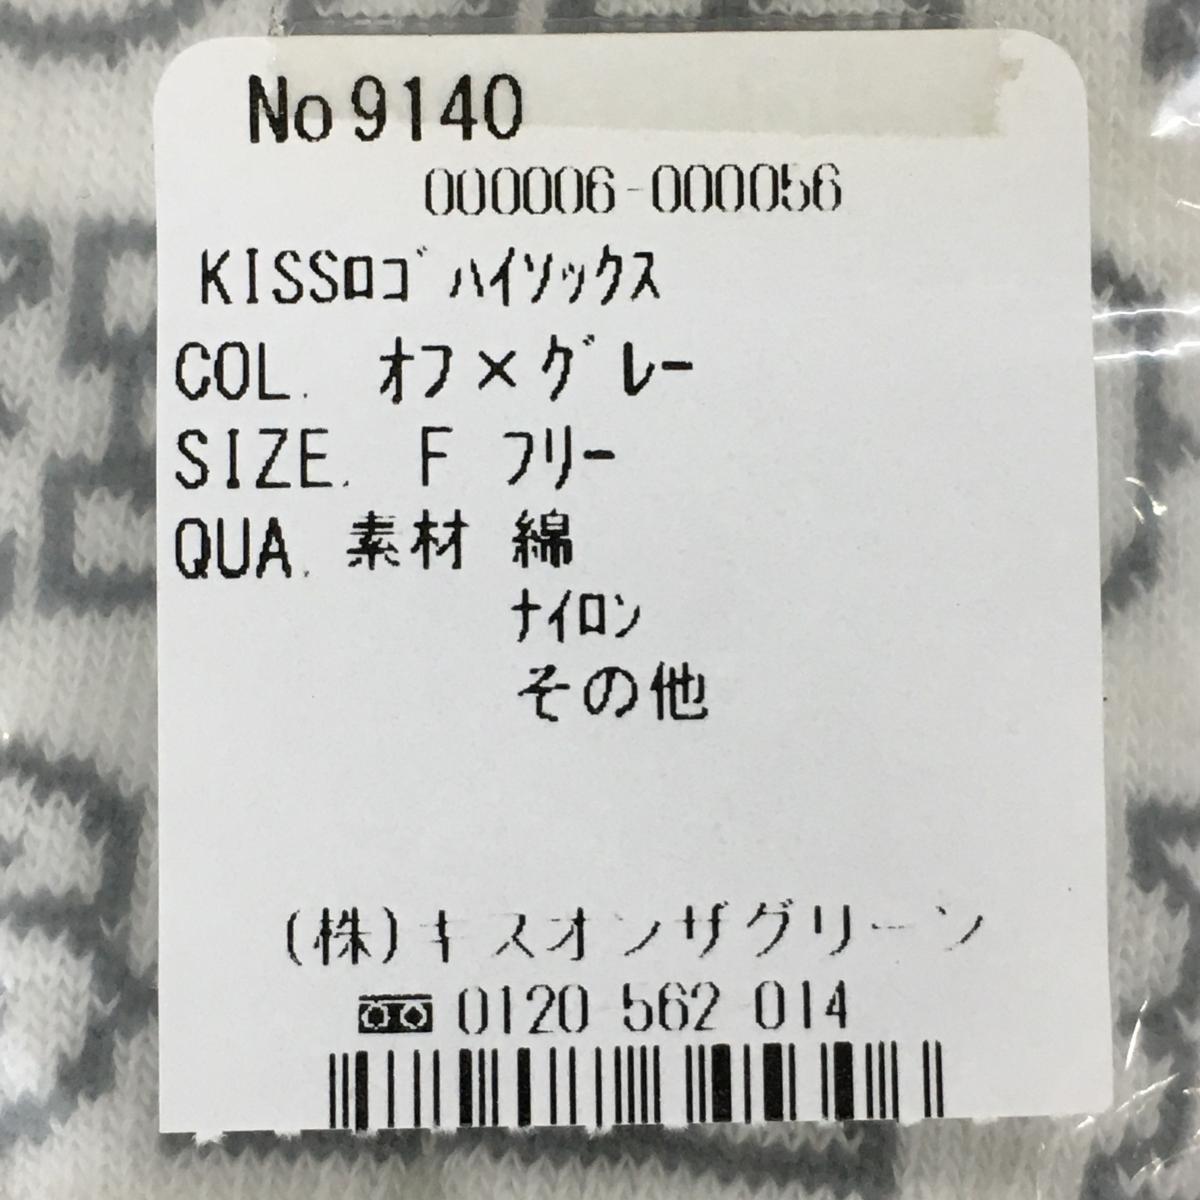 No 9140
000006-000056
KISSﾛｺﾞﾊｲｿｯｸｽ
COL. ｵﾌ×ｸﾞﾚｰ
SIZE. F ﾌﾘｰ
QUA. 素材 綿
ﾅｲﾛﾝ
その他
(株)キスオンザグリーン
0120 562 014